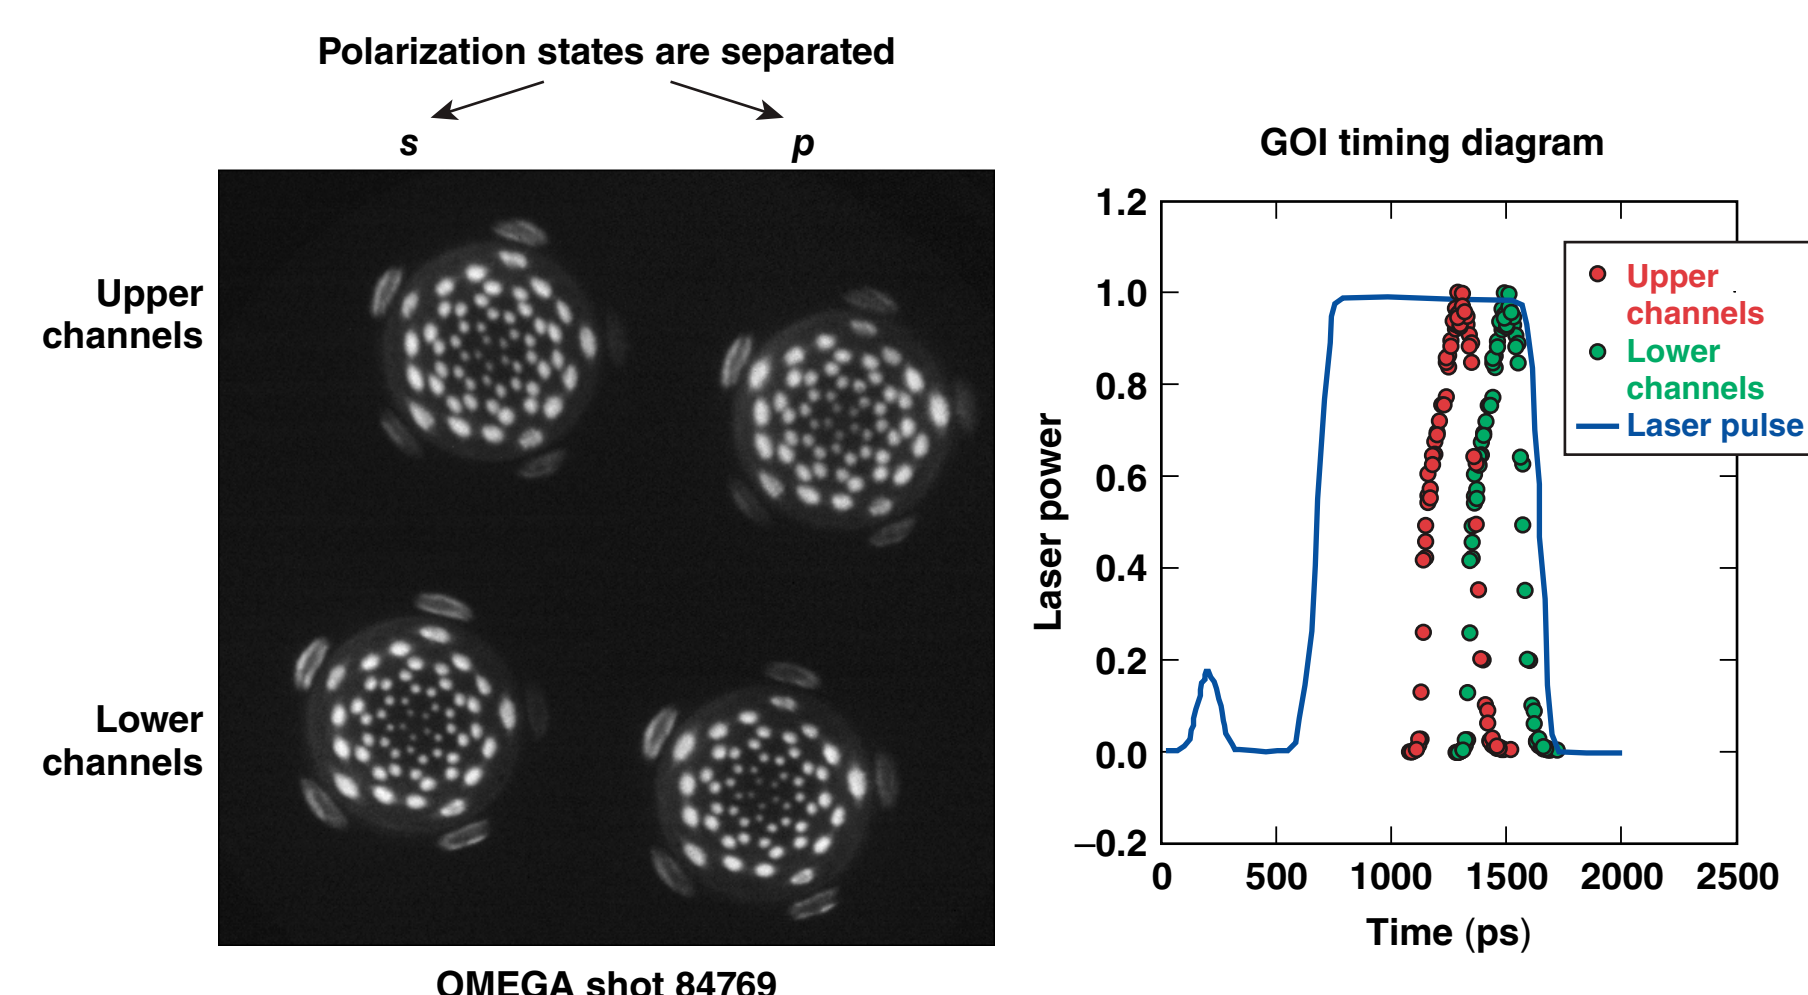 Polarization states are separated
s
p
Upper
channels
Lower
channels
OMEGA shot 84769
GOI timing diagram
Laser power
1.2
1.0
0.8
0.6
0.4
0.2
0.0
–0.2
0
500
1000
1500
2000
2500
Time (ps)
Upper
channels
Lower
channels
Laser pulse